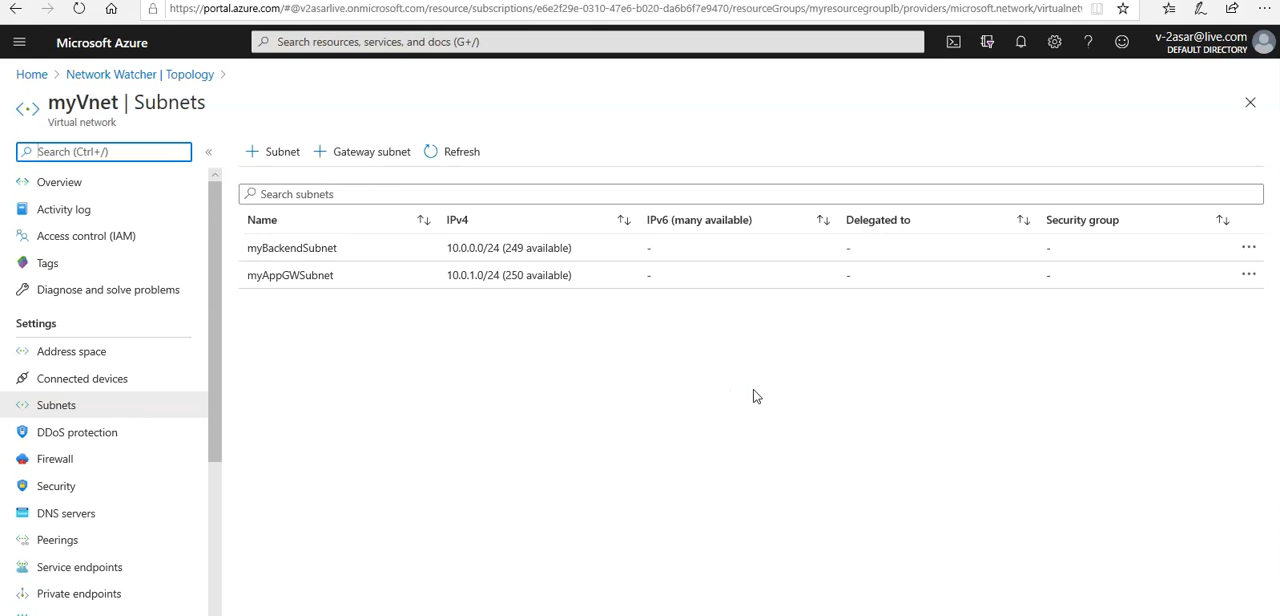 https://portal.azure.com/#@v2asarlive.onmicrosoft.com/resource/subscriptions/e6e2f29e-0310-47e6-b020-da6b6f7e9470/resourceGroups/myresourcegrouplb/providers/microsoft.network/virtualnetv
Microsoft Azure
Search resources, services, and docs (G+/)
v-2asar@live.com
DEFAULT DIRECTORY
Home > Network Watcher | Topology >
myVnet | Subnets
Virtual network
Search (Ctrl+/)
«
+ Subnet + Gateway subnet Refresh
Overview
Activity log
Access control (IAM)
Tags
Diagnose and solve problems
Settings
Address space
Connected devices
Subnets
DDoS protection
Firewall
Security
DNS servers
Peerings
Service endpoints
Private endpoints
Search subnets
Name IPv4 IPv6 (many available) Delegated to Security group
myBackendSubnet 10.0.0.0/24 (249 available) - - - ...
myAppGWSubnet 10.0.1.0/24 (250 available) - - - ...